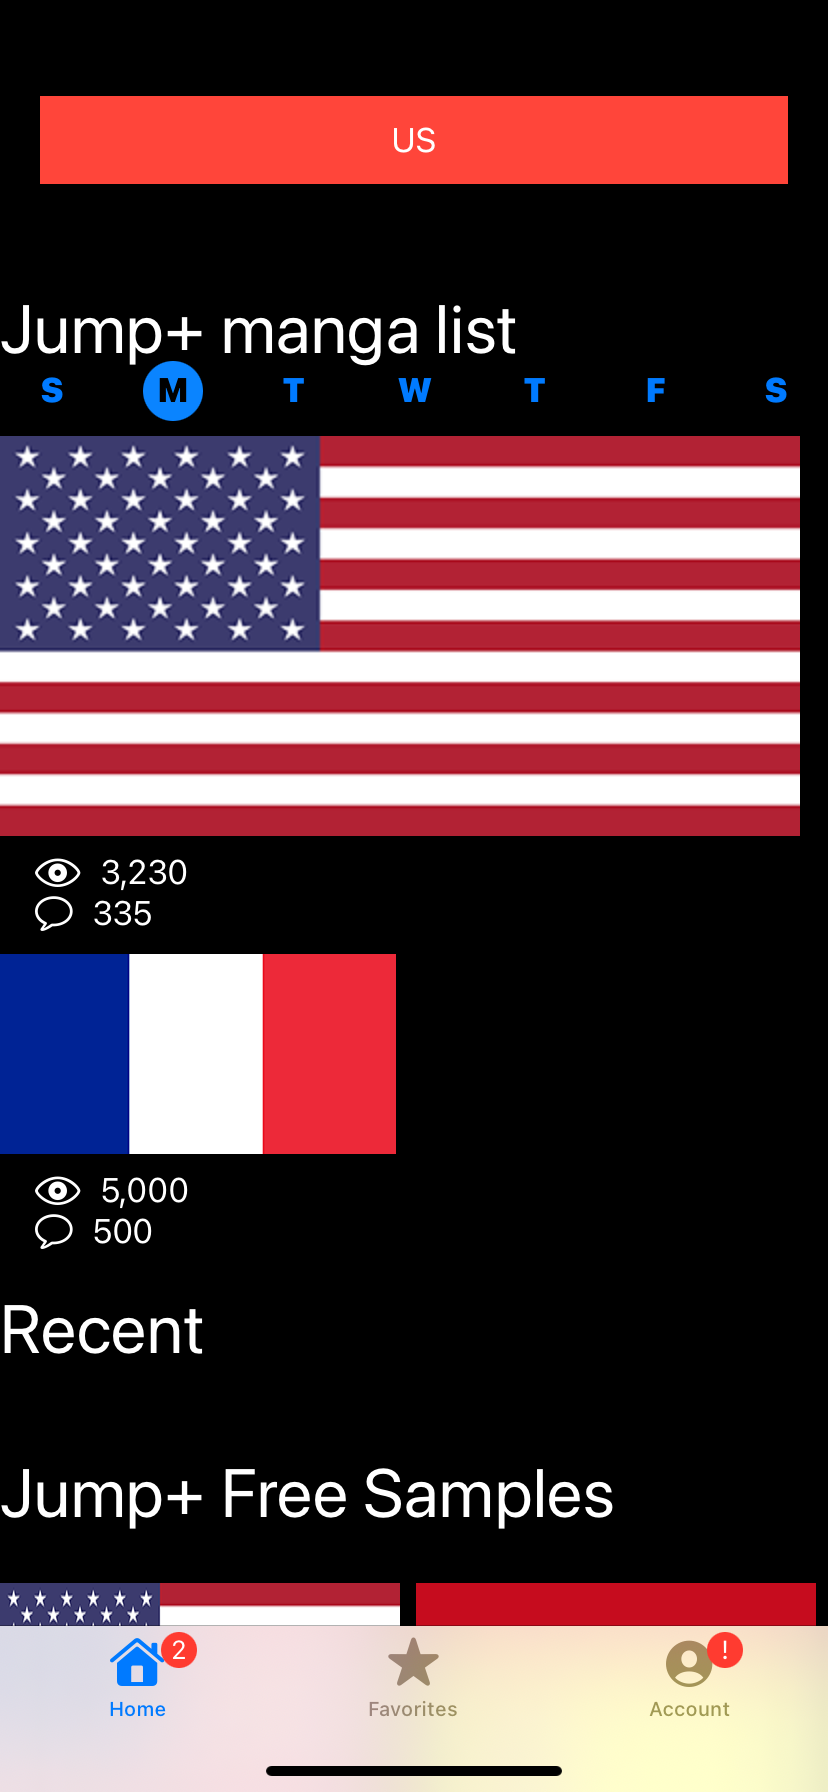 US
Jump+ manga list
S M T W T F S
3,230
335
5,000
500
Recent
Jump+ Free Samples
2 !
Home Favorites Account